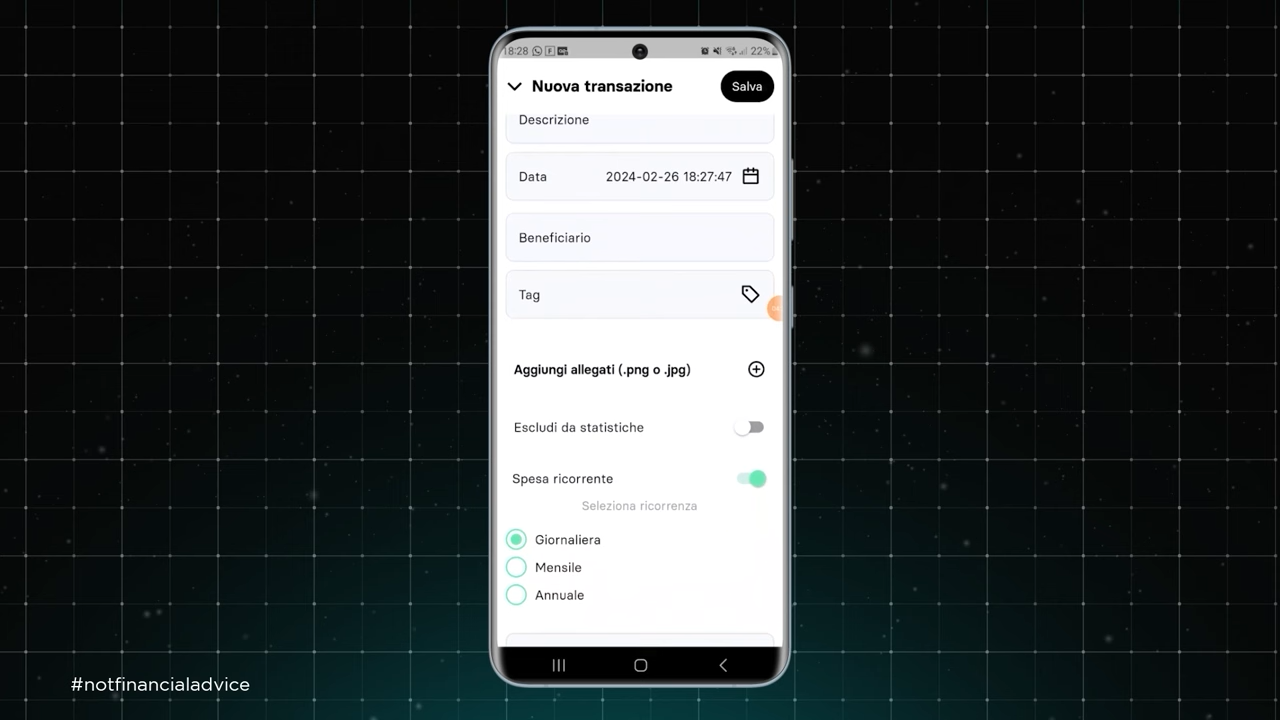 18:28
22%
Nuova transazione
Salva
Descrizione
Data 2024-02-26 18:27:47
Beneficiario
Tag
Aggiungi allegati (.png o .jpg)
Escludi da statistiche
Spesa ricorrente
Seleziona ricorrenza
Giornaliera
Mensile
Annuale
#notfinancialadvice